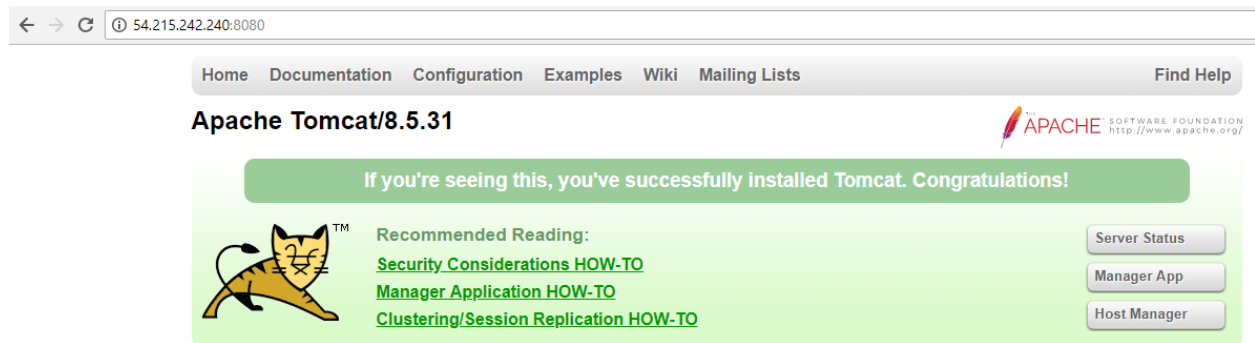 54.215.242.240:8080
Home Documentation Configuration Examples Wiki Mailing Lists Find Help
Apache Tomcat/8.5.31
THE
APACHE SOFTWARE FOUNDATION
http://www.apache.org/
If you're seeing this, you've successfully installed Tomcat. Congratulations!
TM
Recommended Reading:
Security Considerations HOW-TO
Manager Application HOW-TO
Clustering/Session Replication HOW-TO
Server Status
Manager App
Host Manager